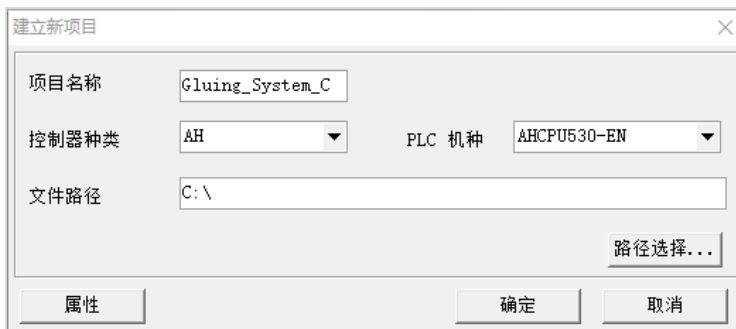 建立新项目
项目名称 Gluing_System_C
控制器种类 AH PLC 机种 AHCPU530-EN
文件路径 C:\
路径选择...
属性 确定 取消